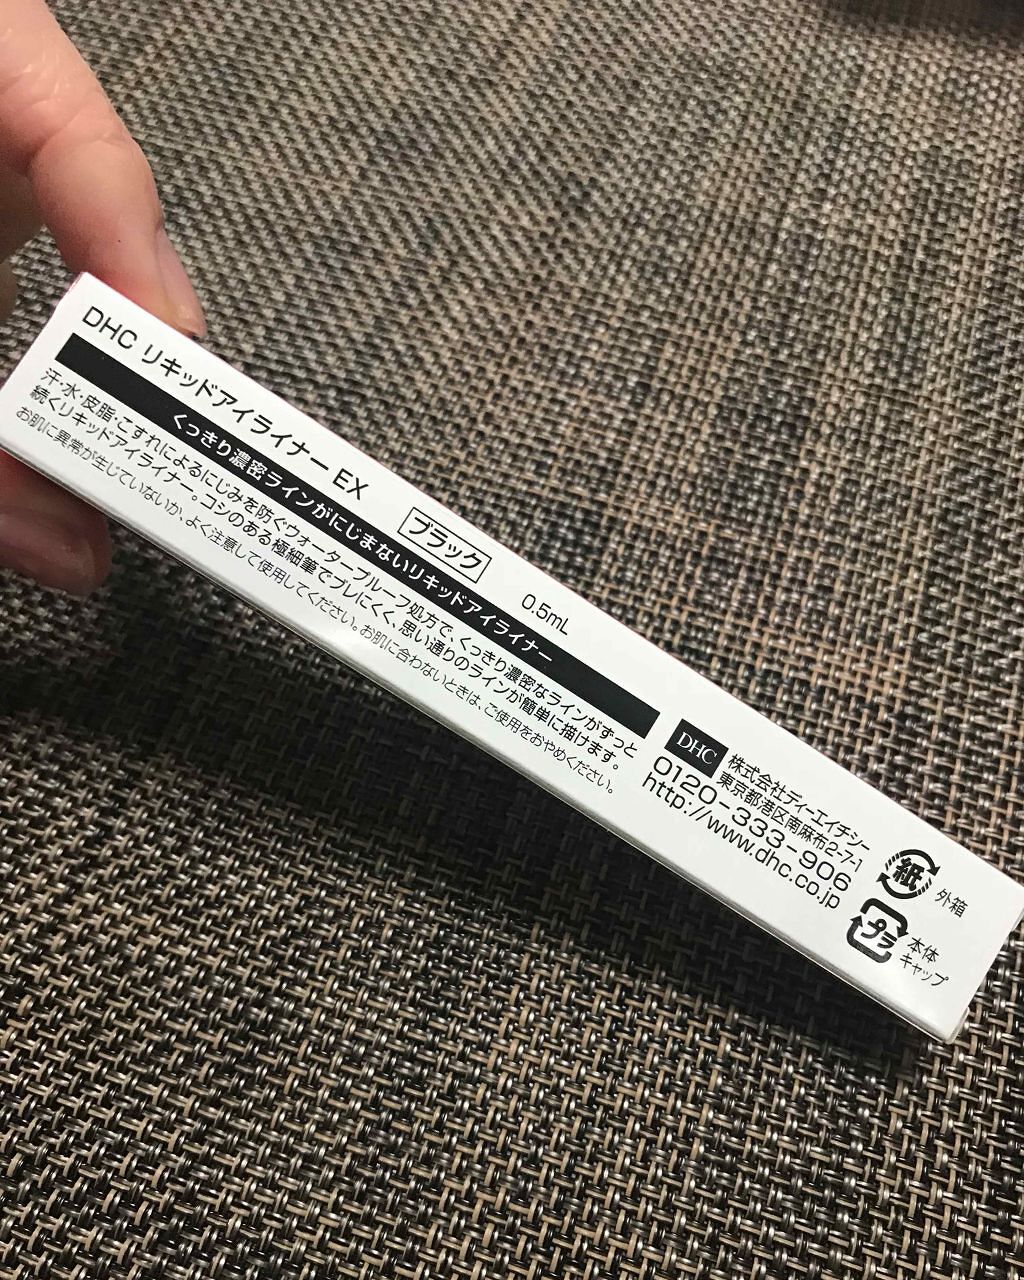 DHC リキッドアイライナー EX
ブラック
0.5mL
くっきり濃密ラインがにじまないリキッドアイライナー
汗・水・皮脂・こすれによるにじみを防ぐウォータープルーフ処方で、くっきり濃密なラインがずっと
続くリキッドアイライナー。コシのある極細筆でブレにくく、思い通りのラインが簡単に描けます。
お肌に異常が生じていないか、よく注意して使用してください。お肌に合わないときは、ご使用をおやめください。
DHC
株式会社ディーエイチシー
東京都港区南麻布2-7-1
0120-333-906
http://www.dhc.co.jp
紙
外箱
プラ
本体
キャップ